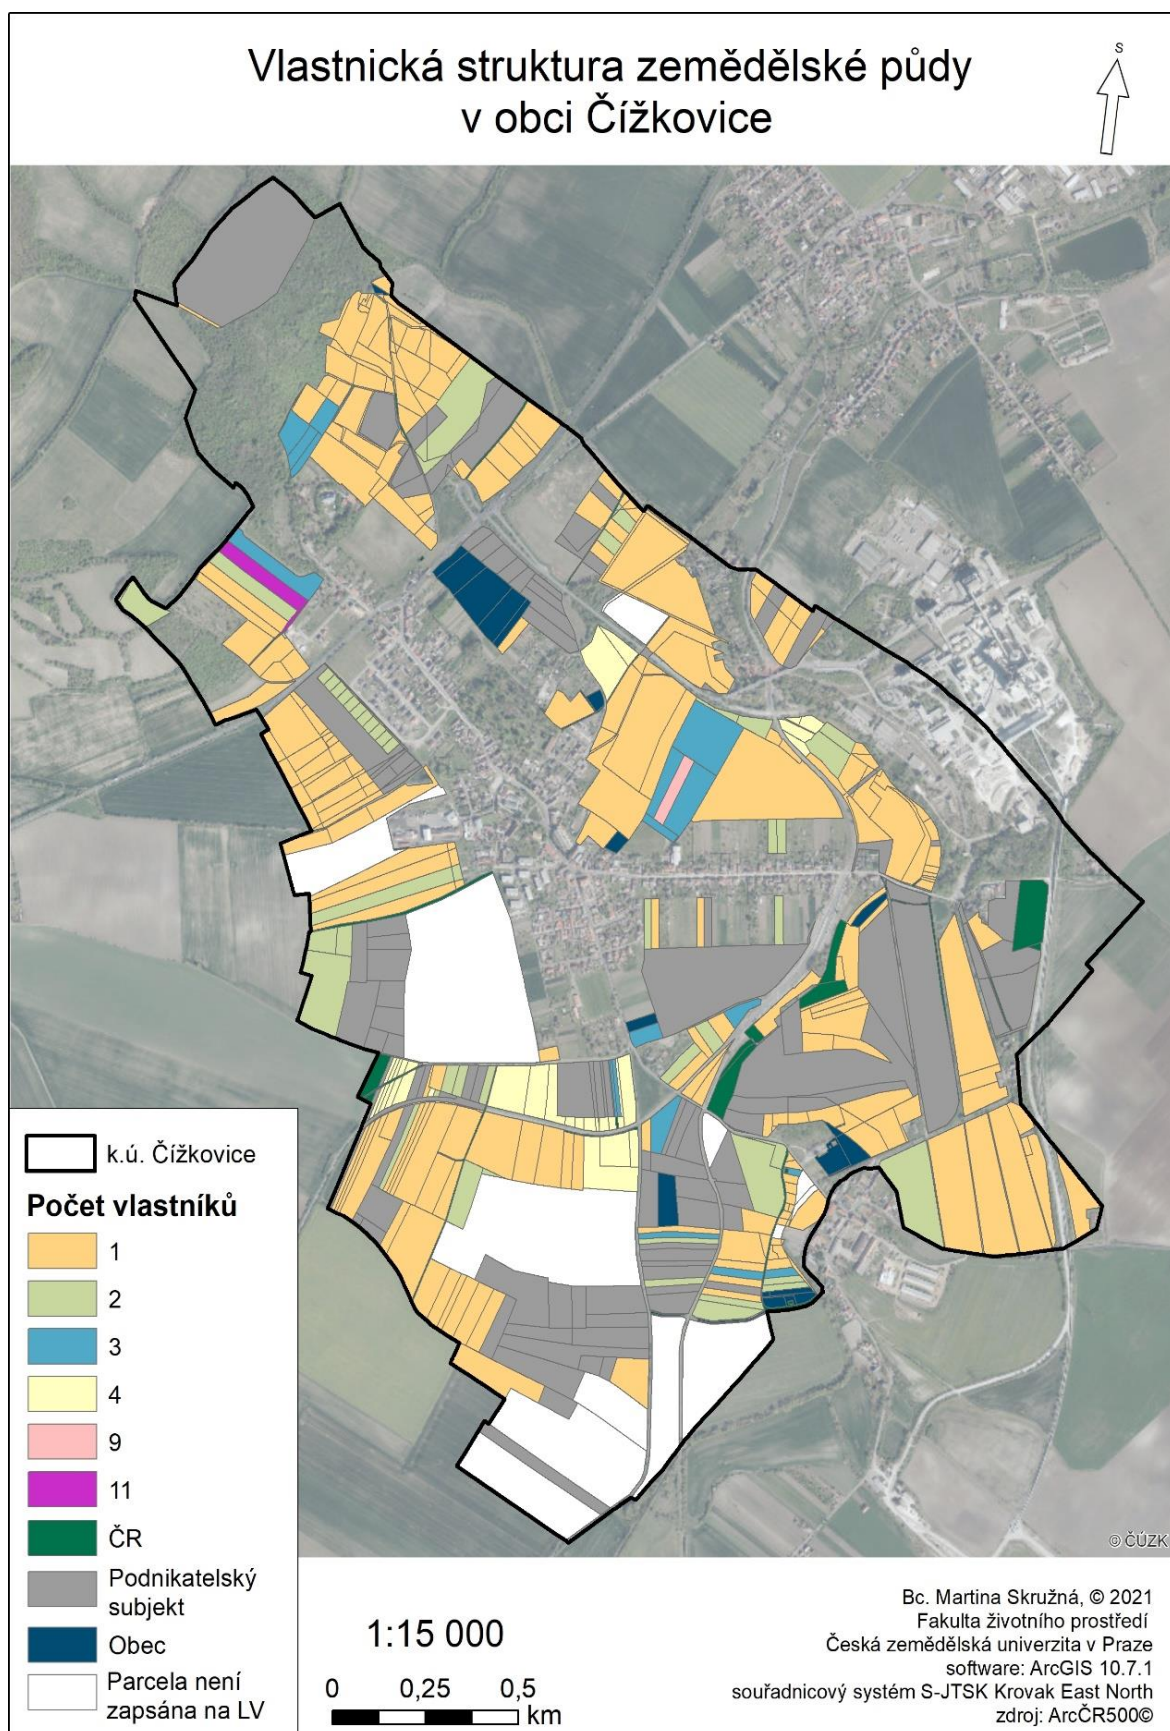 Vlastnická struktura zemědělské půdy
v obci Čížkovice
S
© ČÚZK
k.ú. Čížkovice
Počet vlastníků
1
2
3
4
9
11
ČR
Podnikatelský
subjekt
Obec
Parcela není
zapsána na LV
1:15 000
0 0,25 0,5
km
Bc. Martina Skružná, © 2021
Fakulta životního prostředí
Česká zemědělská univerzita v Praze
software: ArcGIS 10.7.1
souřadnicový systém S-JTSK Krovak East North
zdroj: ArcČR500©